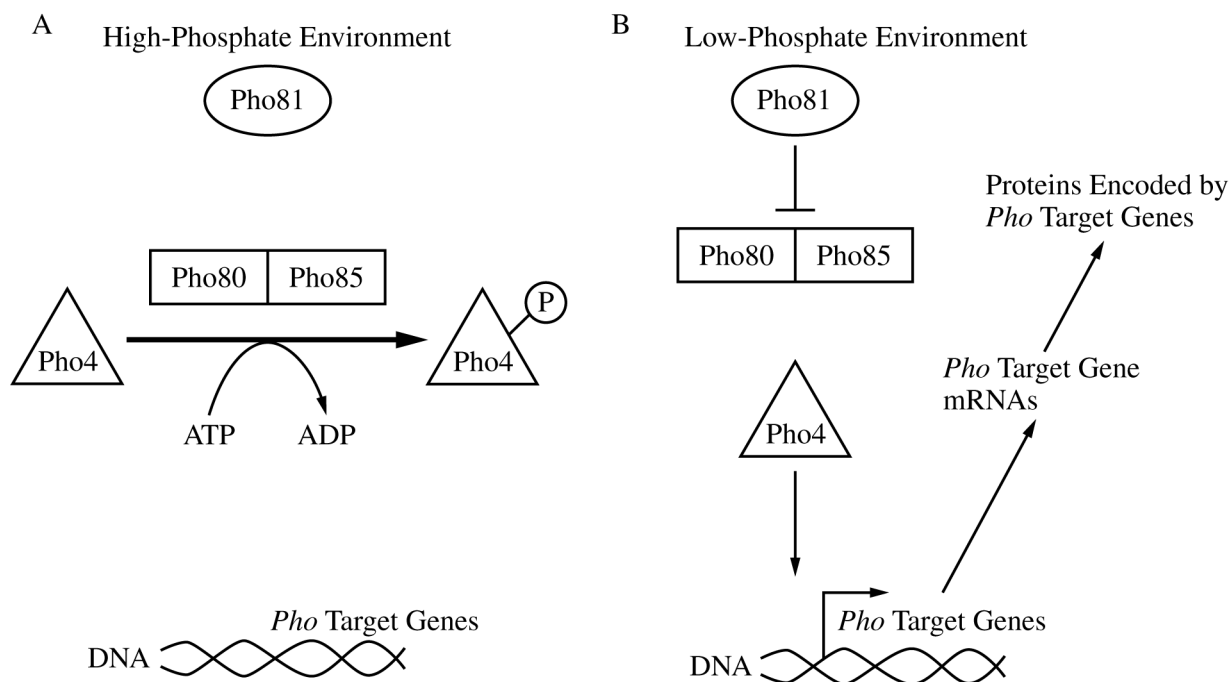 A
High-Phosphate Environment
Pho81
Pho80
Pho85
Pho4
Pho4
P
ATP
ADP
Pho Target Genes
DNA
B
Low-Phosphate Environment
Pho81
Pho80
Pho85
Proteins Encoded by
Pho Target Genes
Pho Target Gene
mRNAs
Pho4
Pho Target Genes
DNA